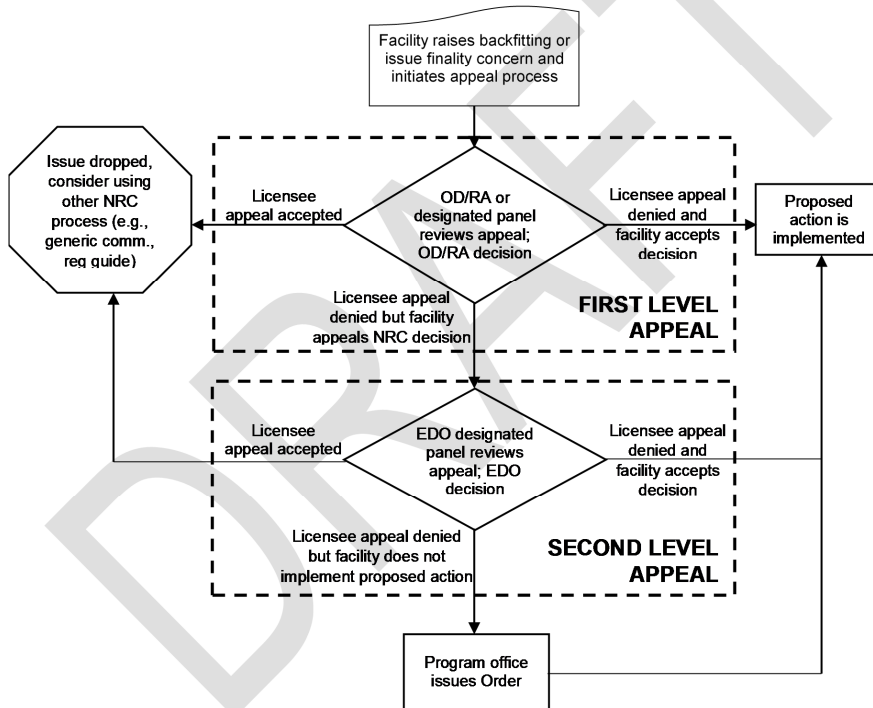 Facility raises backfitting or
issue finality concern and
initiates appeal process
Issue dropped,
consider using
other NRC
process (e.g.,
generic comm.,
reg guide)
Licensee
appeal accepted
OD/RA or
designated panel
reviews appeal;
OD/RA decision
Licensee appeal
denied and
facility accepts
decision
Proposed
action is
implemented
Licensee appeal
denied but facility
appeals NRC decision
FIRST LEVEL
APPEAL
Licensee
appeal accepted
EDO designated
panel reviews
appeal; EDO
decision
Licensee appeal
denied and
facility accepts
decision
Licensee appeal denied
but facility does not
implement proposed action
SECOND LEVEL
APPEAL
Program office
issues Order
DRAFT